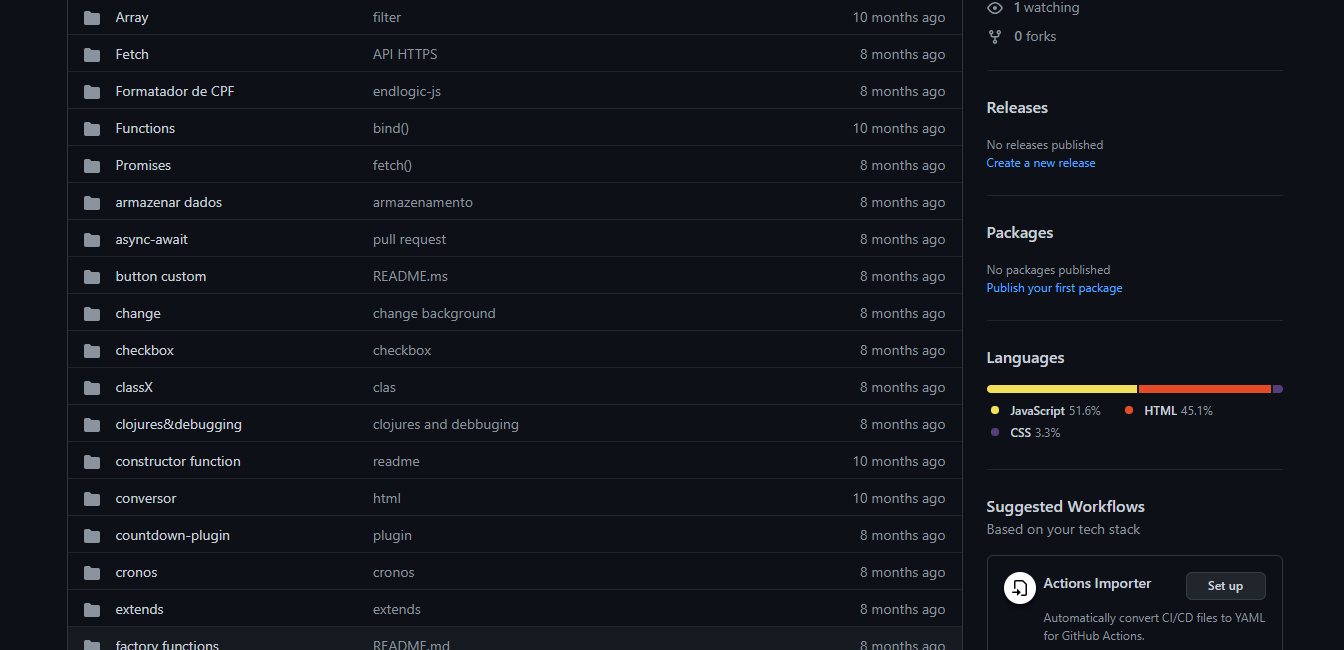 Array filter 10 months ago
Fetch API HTTPS 8 months ago
Formatador de CPF endlogic-js 8 months ago
Functions bind() 10 months ago
Promises fetch() 8 months ago
armazenar dados armazenamento 8 months ago
async-await pull request 8 months ago
button custom README.ms 8 months ago
change change background 8 months ago
checkbox checkbox 8 months ago
classX clas 8 months ago
clojures&debugging clojures and debbuging 8 months ago
constructor function readme 10 months ago
conversor html 10 months ago
countdown-plugin plugin 8 months ago
cronos cronos 8 months ago
extends extends 8 months ago
factory functions README.md 8 months ago
1 watching
0 forks
Releases
No releases published
Create a new release
Packages
No packages published
Publish your first package
Languages
JavaScript 51.6% HTML 45.1%
CSS 3.3%
Suggested Workflows
Based on your tech stack
Actions Importer Set up
Automatically convert CI/CD files to YAML
for GitHub Actions.